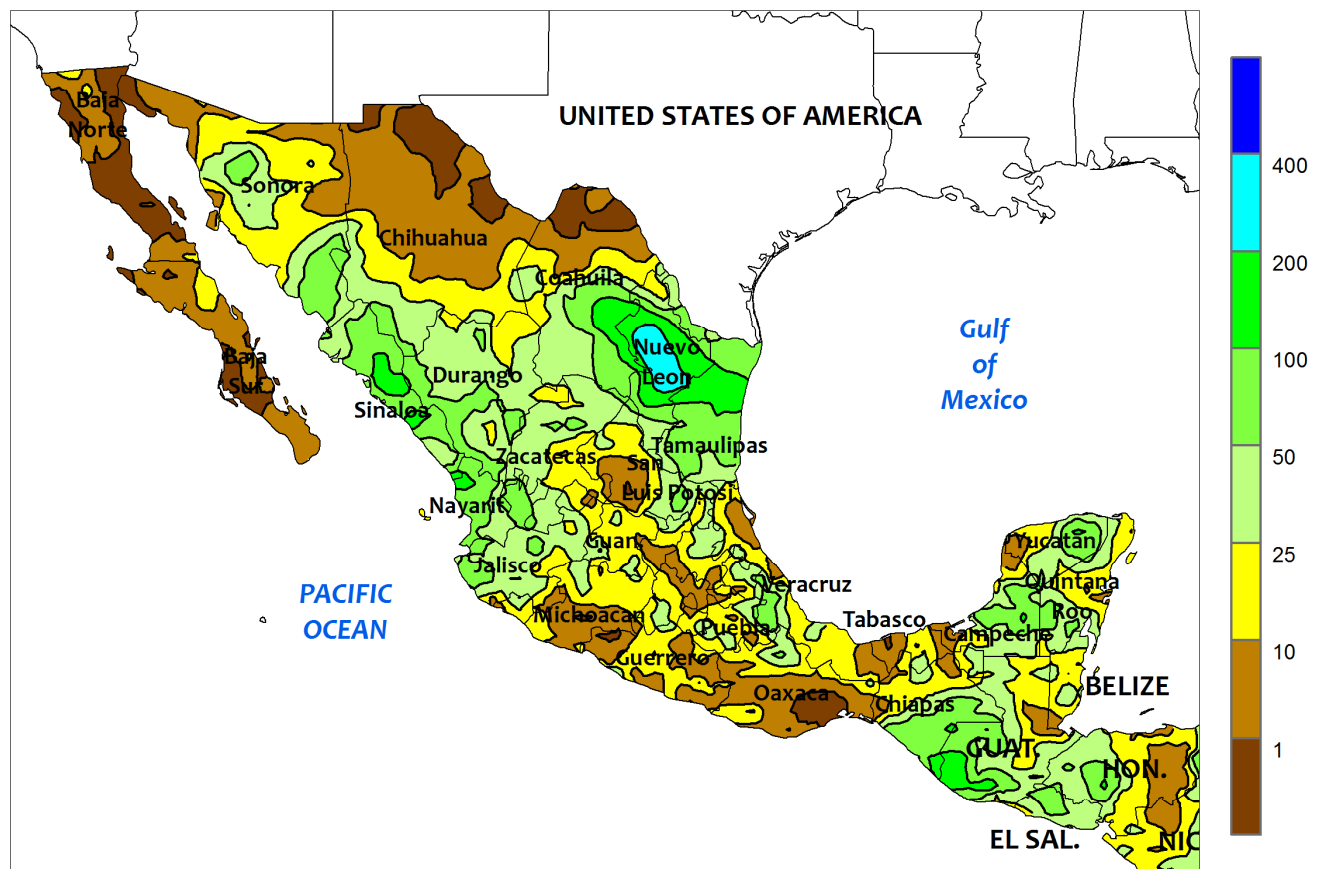 UNITED STATES OF AMERICA
Baja
Norte
Sonora
Chihuahua
Coahuila
Gulf
of
Mexico
Baja
Sur
Nuevo
Leon
Durango
Sinaloa
Tamaulipas
Zacatecas
San
Luis Potosi
Nayarit
Guan.
Yucatan
Jalisco
Quintana
Roo
PACIFIC
OCEAN
Veracruz
Michoacan
Tabasco
Puebla
Campeche
Guerrero
Oaxaca
BELIZE
Chiapas
GUAT.
HON.
EL SAL.
NIC
400
200
100
50
25
10
1